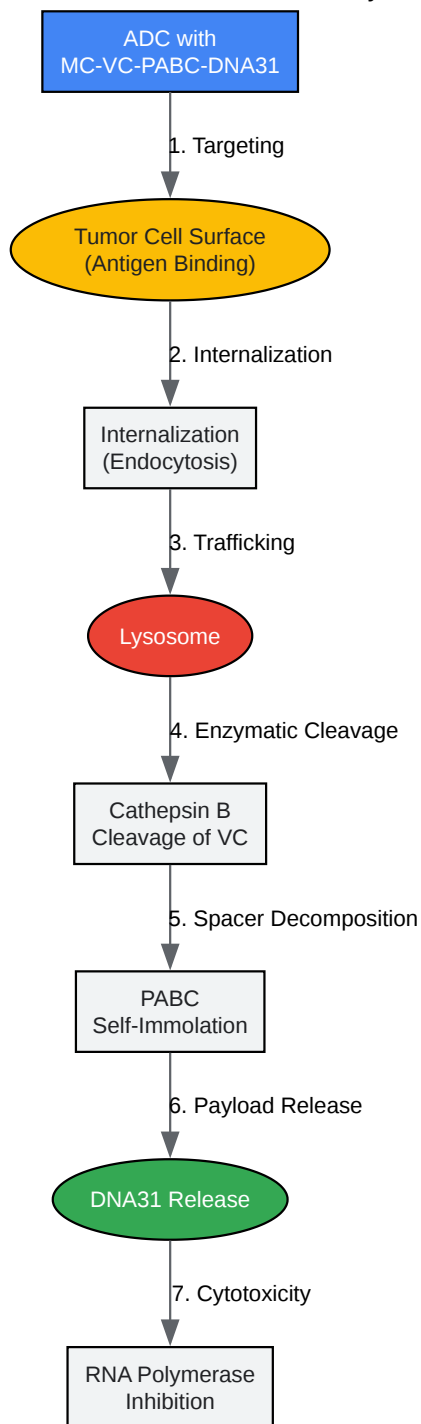 ADC with
MC-VC-PABC-DNA31
1. Targeting
Tumor Cell Surface
(Antigen Binding)
2. Internalization
Internalization
(Endocytosis)
3. Trafficking
Lysosome
4. Enzymatic Cleavage
Cathepsin B
Cleavage of VC
5. Spacer Decomposition
PABC
Self-Immolation
6. Payload Release
DNA31 Release
7. Cytotoxicity
RNA Polymerase
Inhibition